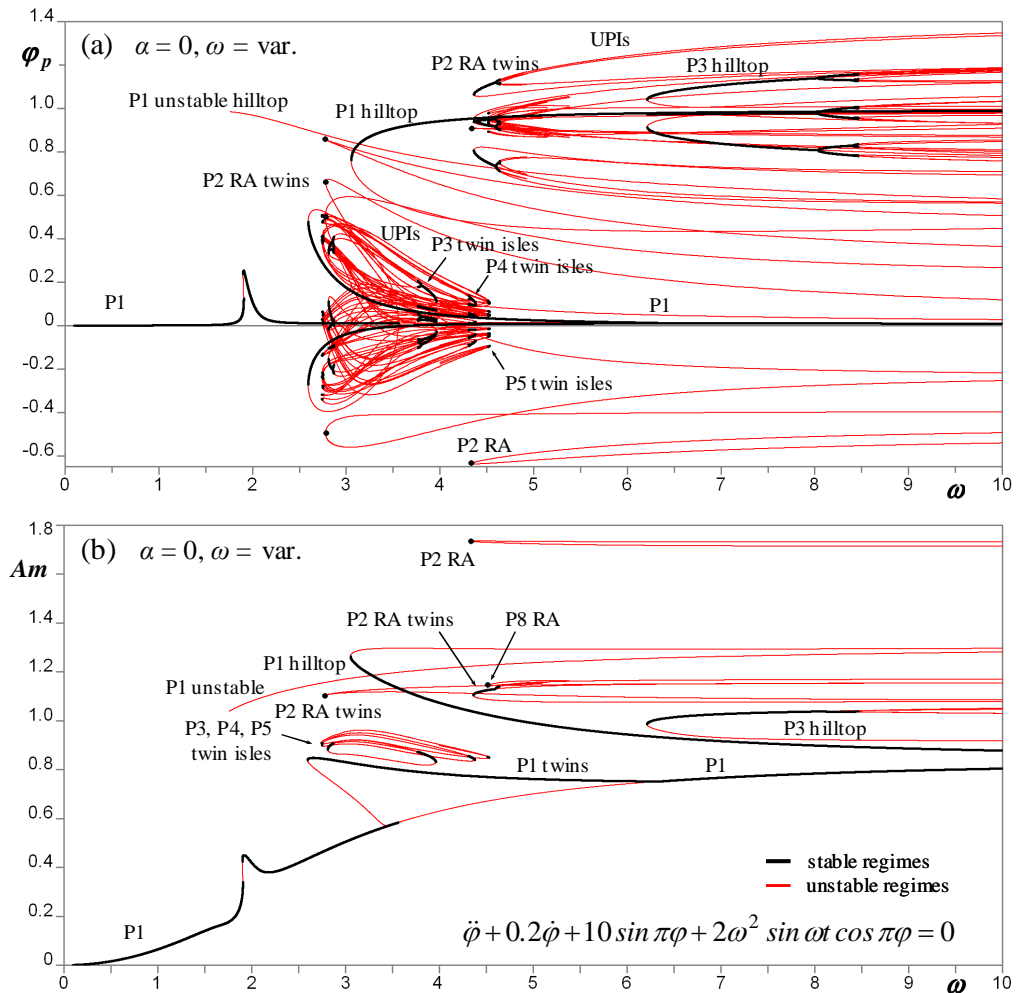 1.4
φp
(a) α = 0, ω = var.
UPIs
P2 RA twins
P3 hilltop
1.2
P1 unstable hilltop
P1 hilltop
1.0
0.8
P2 RA twins
0.6
UPIs
0.4
P3 twin isles
P4 twin isles
0.2
P1
P1
0
-0.2
P5 twin isles
-0.4
P2 RA
-0.6
0 1 2 3 4 5 6 7 8 9 10
ω
1.8
(b) α = 0, ω = var.
Am
P2 RA
1.4
P2 RA twins
P8 RA
P1 hilltop
1.2
P1 unstable
P2 RA twins
1.0
P3, P4, P5
twin isles
P3 hilltop
0.8
P1 twins
P1
0.6
0.4
stable regimes
unstable regimes
0.2
P1
φ̈ + 0.2φ̇ + 10 sin πφ + 2ω² sin ωt cos πφ = 0
0
0 1 2 3 4 5 6 7 8 9 10
ω